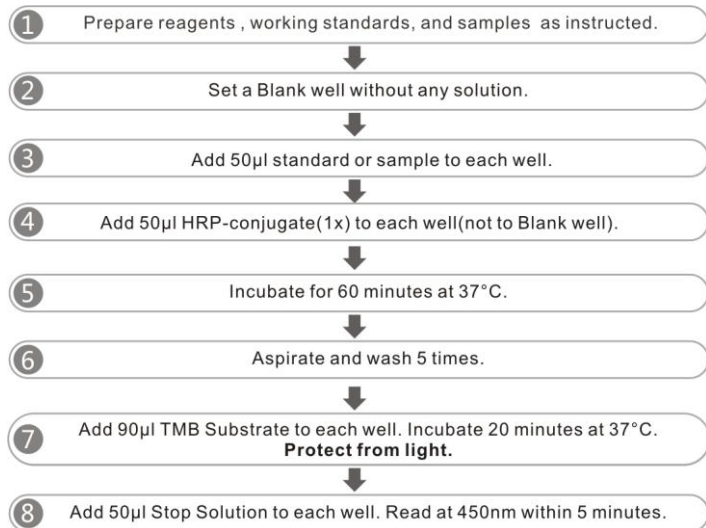 1 Prepare reagents , working standards, and samples as instructed.
2 Set a Blank well without any solution.
3 Add 50μl standard or sample to each well.
4 Add 50μl HRP-conjugate(1x) to each well(not to Blank well).
5 Incubate for 60 minutes at 37°C.
6 Aspirate and wash 5 times.
7 Add 90μl TMB Substrate to each well. Incubate 20 minutes at 37°C.
Protect from light.
8 Add 50μl Stop Solution to each well. Read at 450nm within 5 minutes.